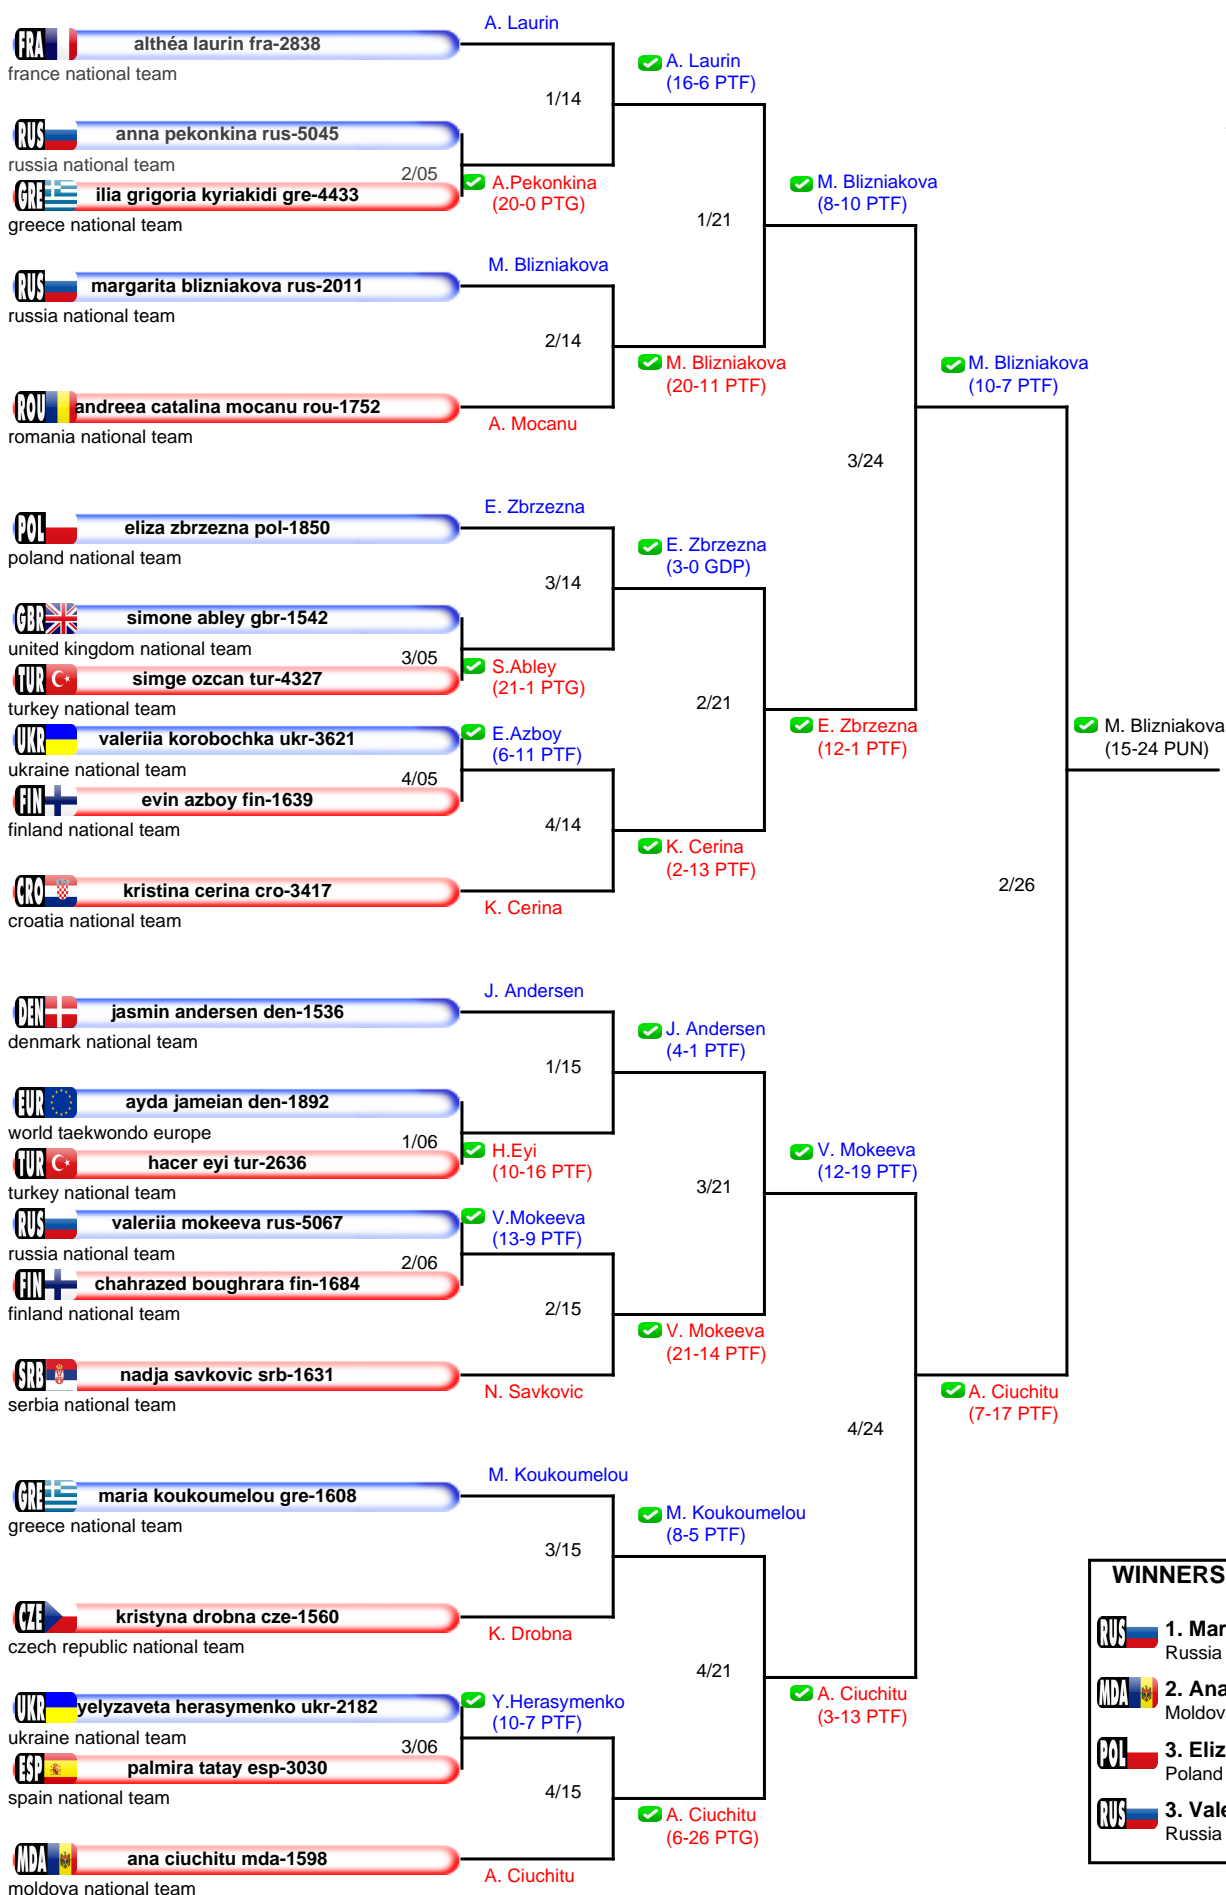 A. Laurin
FRA althéa laurin fra-2838
france national team
A. Laurin
(16-6 PTF)
1/14
RUS anna pekonkina rus-5045
russia national team
2/05
A.Pekonkina
(20-0 PTG)
GRE ilia grigoria kyriakidi gre-4433
greece national team
M. Blizniakova
(8-10 PTF)
1/21
M. Blizniakova
RUS margarita blizniakova rus-2011
russia national team
2/14
M. Blizniakova
(20-11 PTF)
M. Blizniakova
(10-7 PTF)
ROU andreea catalina mocanu rou-1752
romania national team
A. Mocanu
3/24
E. Zbrzezna
POL eliza zbrzezna pol-1850
poland national team
E. Zbrzezna
(3-0 GDP)
3/14
GBR simone abley gbr-1542
united kingdom national team
3/05
S.Abley
(21-1 PTG)
TUR simge ozcan tur-4327
turkey national team
2/21
E. Zbrzezna
(12-1 PTF)
M. Blizniakova
(15-24 PUN)
UKR valeriia korobochka ukr-3621
ukraine national team
E.Azboy
(6-11 PTF)
4/05
FIN evin azboy fin-1639
finland national team
4/14
K. Cerina
(2-13 PTF)
CRO kristina cerina cro-3417
croatia national team
K. Cerina
2/26
J. Andersen
DEN jasmin andersen den-1536
denmark national team
J. Andersen
(4-1 PTF)
1/15
EUR ayda jameian den-1892
world taekwondo europe
1/06
H.Eyi
(10-16 PTF)
TUR hacer eyi tur-2636
turkey national team
V. Mokeeva
(12-19 PTF)
3/21
RUS valeriia mokeeva rus-5067
russia national team
V.Mokeeva
(13-9 PTF)
2/06
FIN chahrazed boughrara fin-1684
finland national team
2/15
V. Mokeeva
(21-14 PTF)
SRB nadja savkovic srb-1631
serbia national team
N. Savkovic
A. Ciuchitu
(7-17 PTF)
4/24
M. Koukoumelou
GRE maria koukoumelou gre-1608
greece national team
M. Koukoumelou
(8-5 PTF)
3/15
CZE kristyna drobna cze-1560
czech republic national team
K. Drobna
4/21
A. Ciuchitu
(3-13 PTF)
UKR yelyzaveta herasymenko ukr-2182
ukraine national team
Y.Herasymenko
(10-7 PTF)
3/06
ESP palmira tatay esp-3030
spain national team
4/15
A. Ciuchitu
(6-26 PTG)
MDA ana ciuchitu mda-1598
moldova national team
A. Ciuchitu
WINNERS
RUS 1. Mar
Russia
MDA 2. Ana
Moldov
POL 3. Eliz
Poland
RUS 3. Vale
Russia